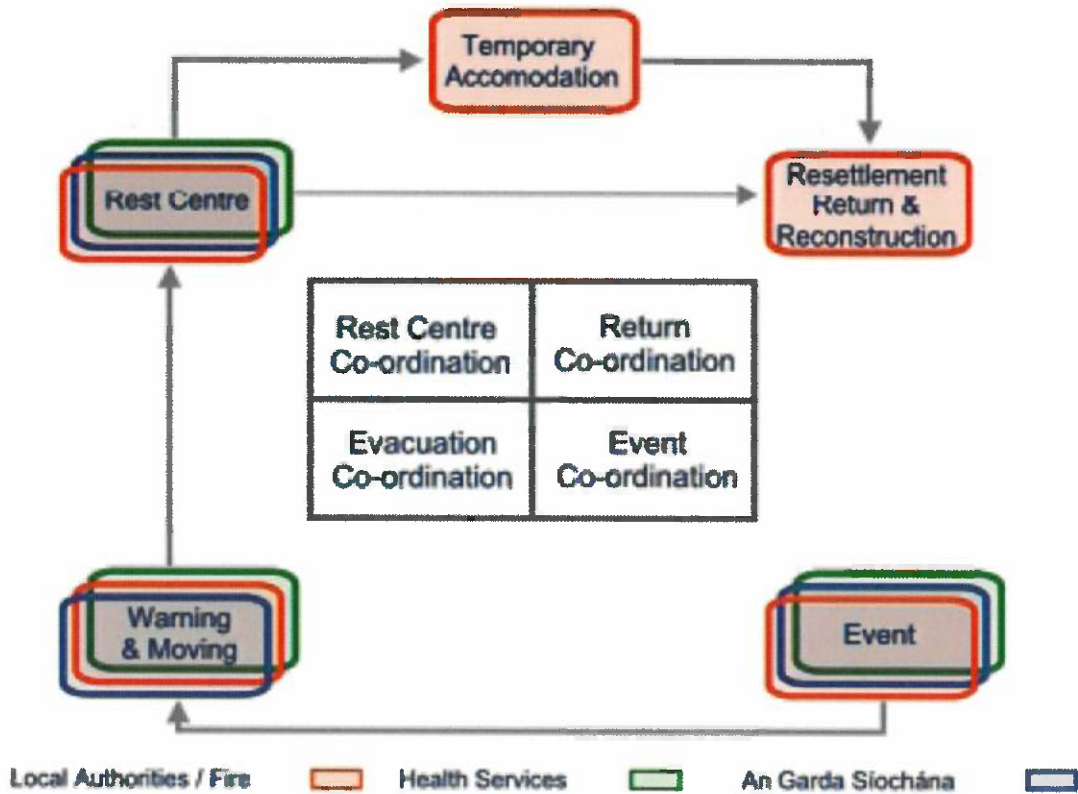 Temporary
Accomodation
Rest Centre
Resettlement
Return &
Reconstruction
Rest Centre
Co-ordination
Return
Co-ordination
Evacuation
Co-ordination
Event
Co-ordination
Warning
& Moving
Event
Local Authorities / Fire
Health Services
An Garda Síochána